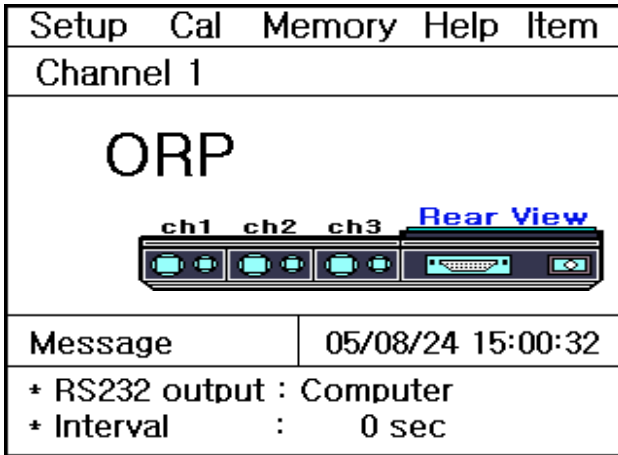 Setup Cal Memory Help Item
Channel 1
ORP
Rear View
ch1 ch2 ch3
Message 05/08/24 15:00:32
* RS232 output : Computer
* Interval : 0 sec